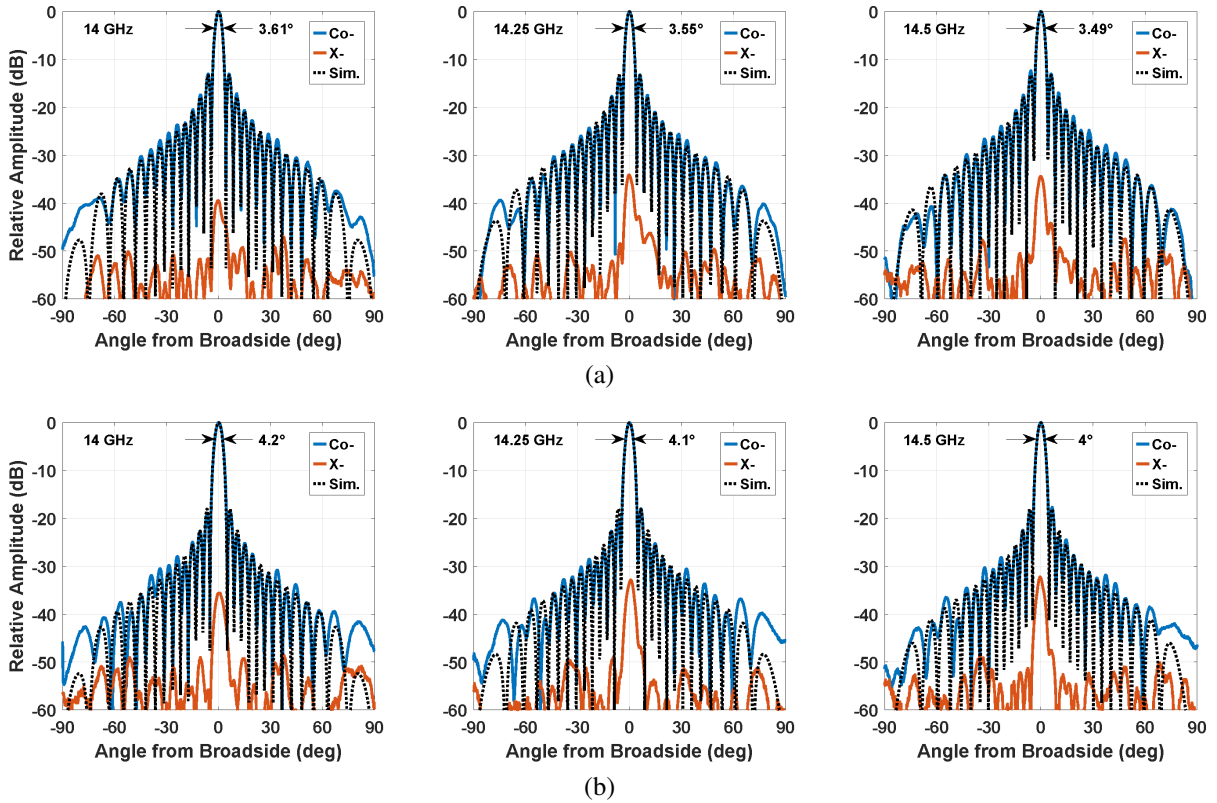 14 GHz 3.61° Co- X- Sim.
14.25 GHz 3.55° Co- X- Sim.
14.5 GHz 3.49° Co- X- Sim.
Relative Amplitude (dB)
0 -10 -20 -30 -40 -50 -60
0 -10 -20 -30 -40 -50 -60
0 -10 -20 -30 -40 -50 -60
-90 -60 -30 0 30 60 90
-90 -60 -30 0 30 60 90
-90 -60 -30 0 30 60 90
Angle from Broadside (deg)
Angle from Broadside (deg)
Angle from Broadside (deg)
(a)
14 GHz 4.2° Co- X- Sim.
14.25 GHz 4.1° Co- X- Sim.
14.5 GHz 4° Co- X- Sim.
Relative Amplitude (dB)
0 -10 -20 -30 -40 -50 -60
0 -10 -20 -30 -40 -50 -60
0 -10 -20 -30 -40 -50 -60
-90 -60 -30 0 30 60 90
-90 -60 -30 0 30 60 90
-90 -60 -30 0 30 60 90
Angle from Broadside (deg)
Angle from Broadside (deg)
Angle from Broadside (deg)
(b)